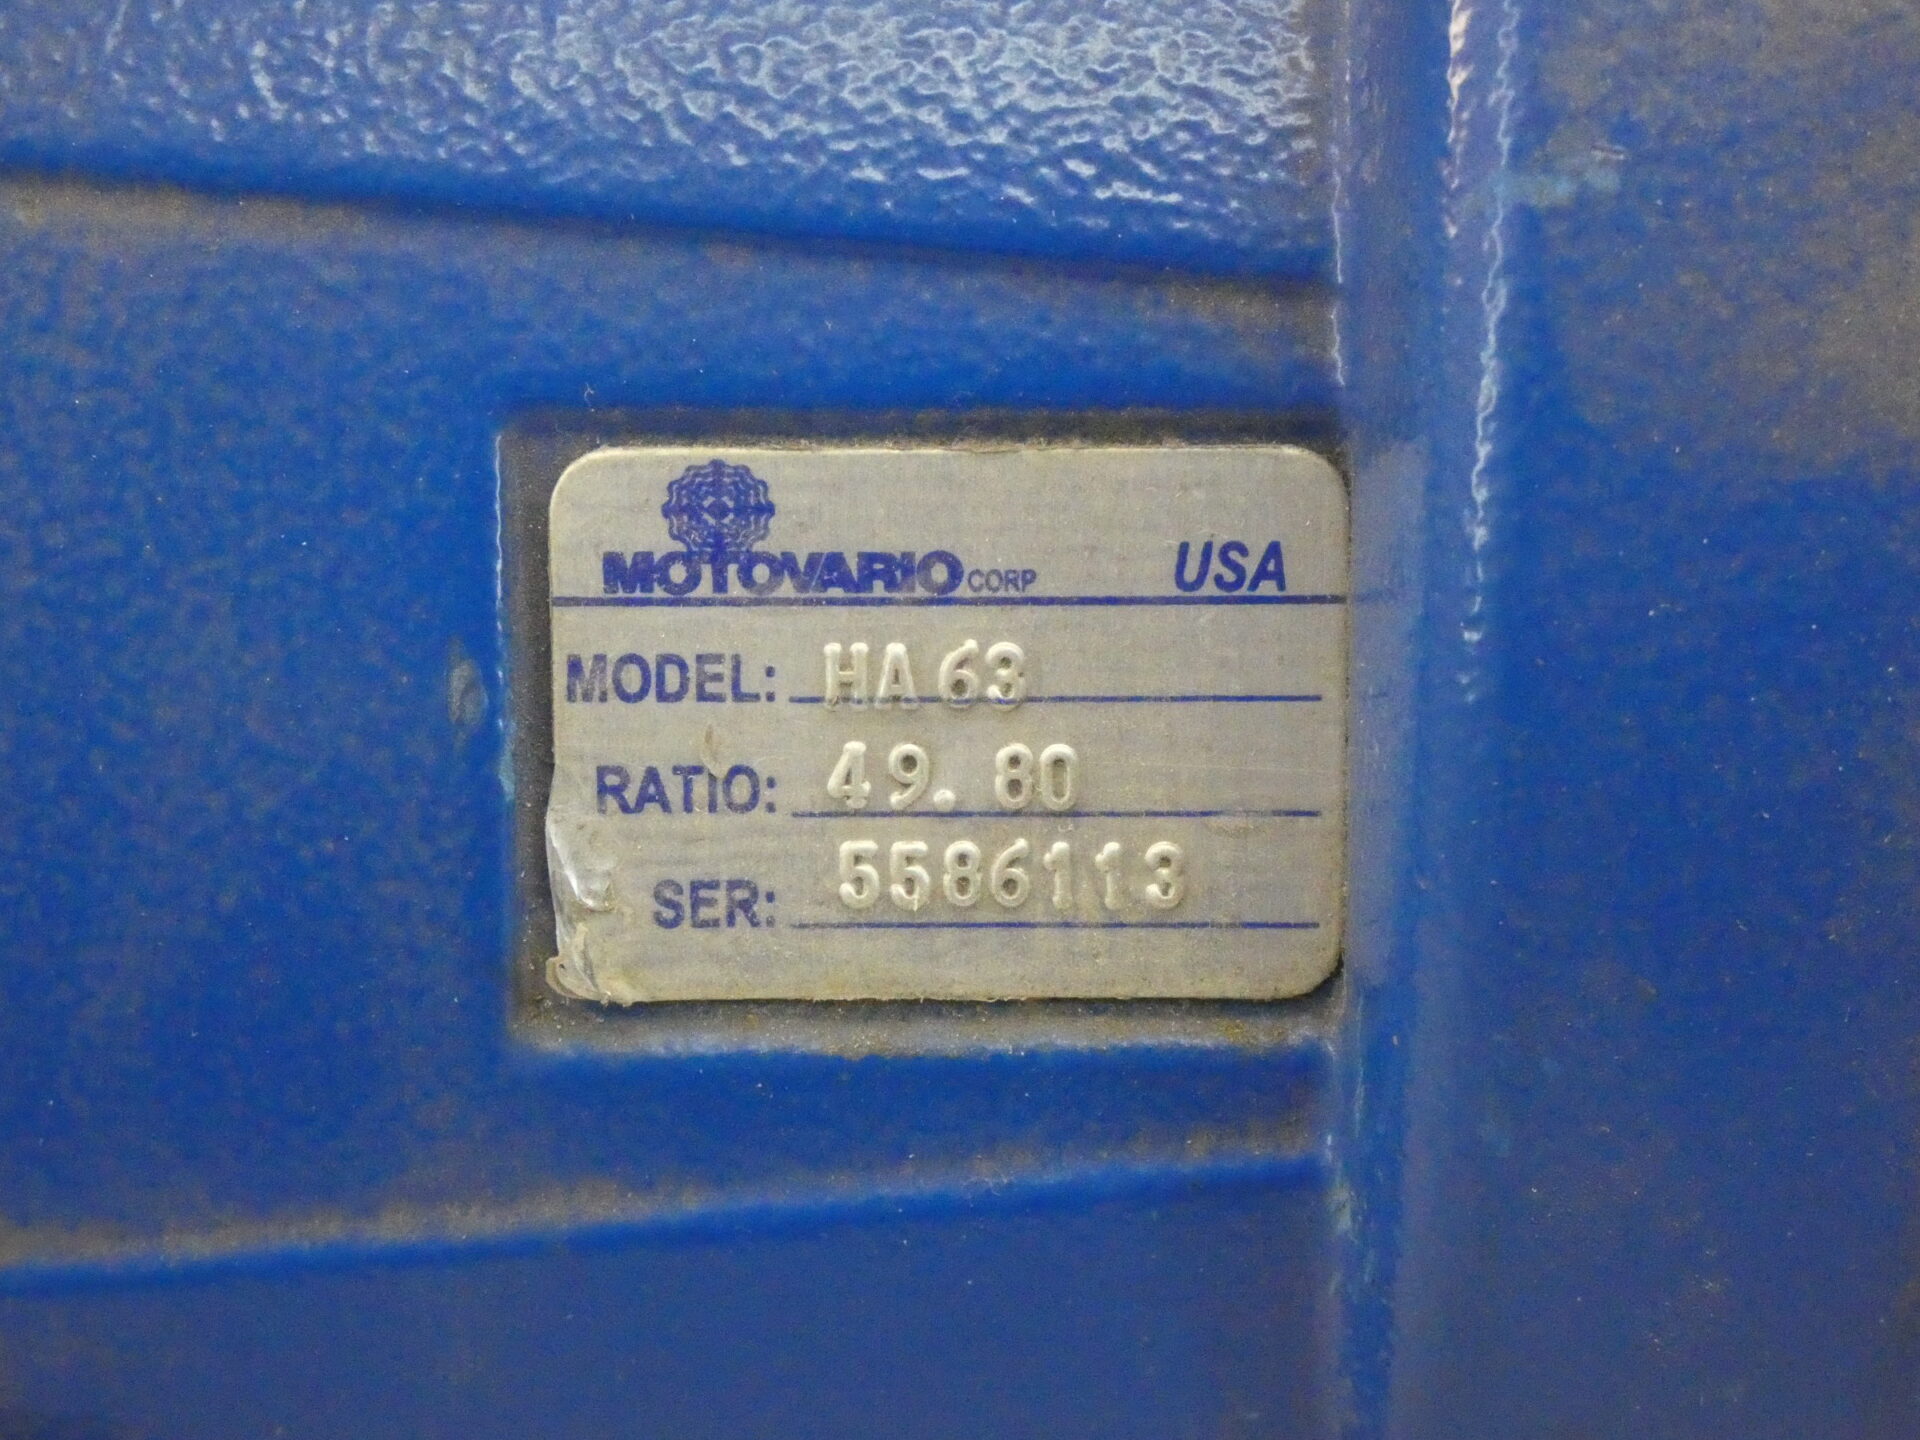 MOTOVARIO CORP USA
MODEL: HA 63
RATIO: 49. 80
SER: 5586113